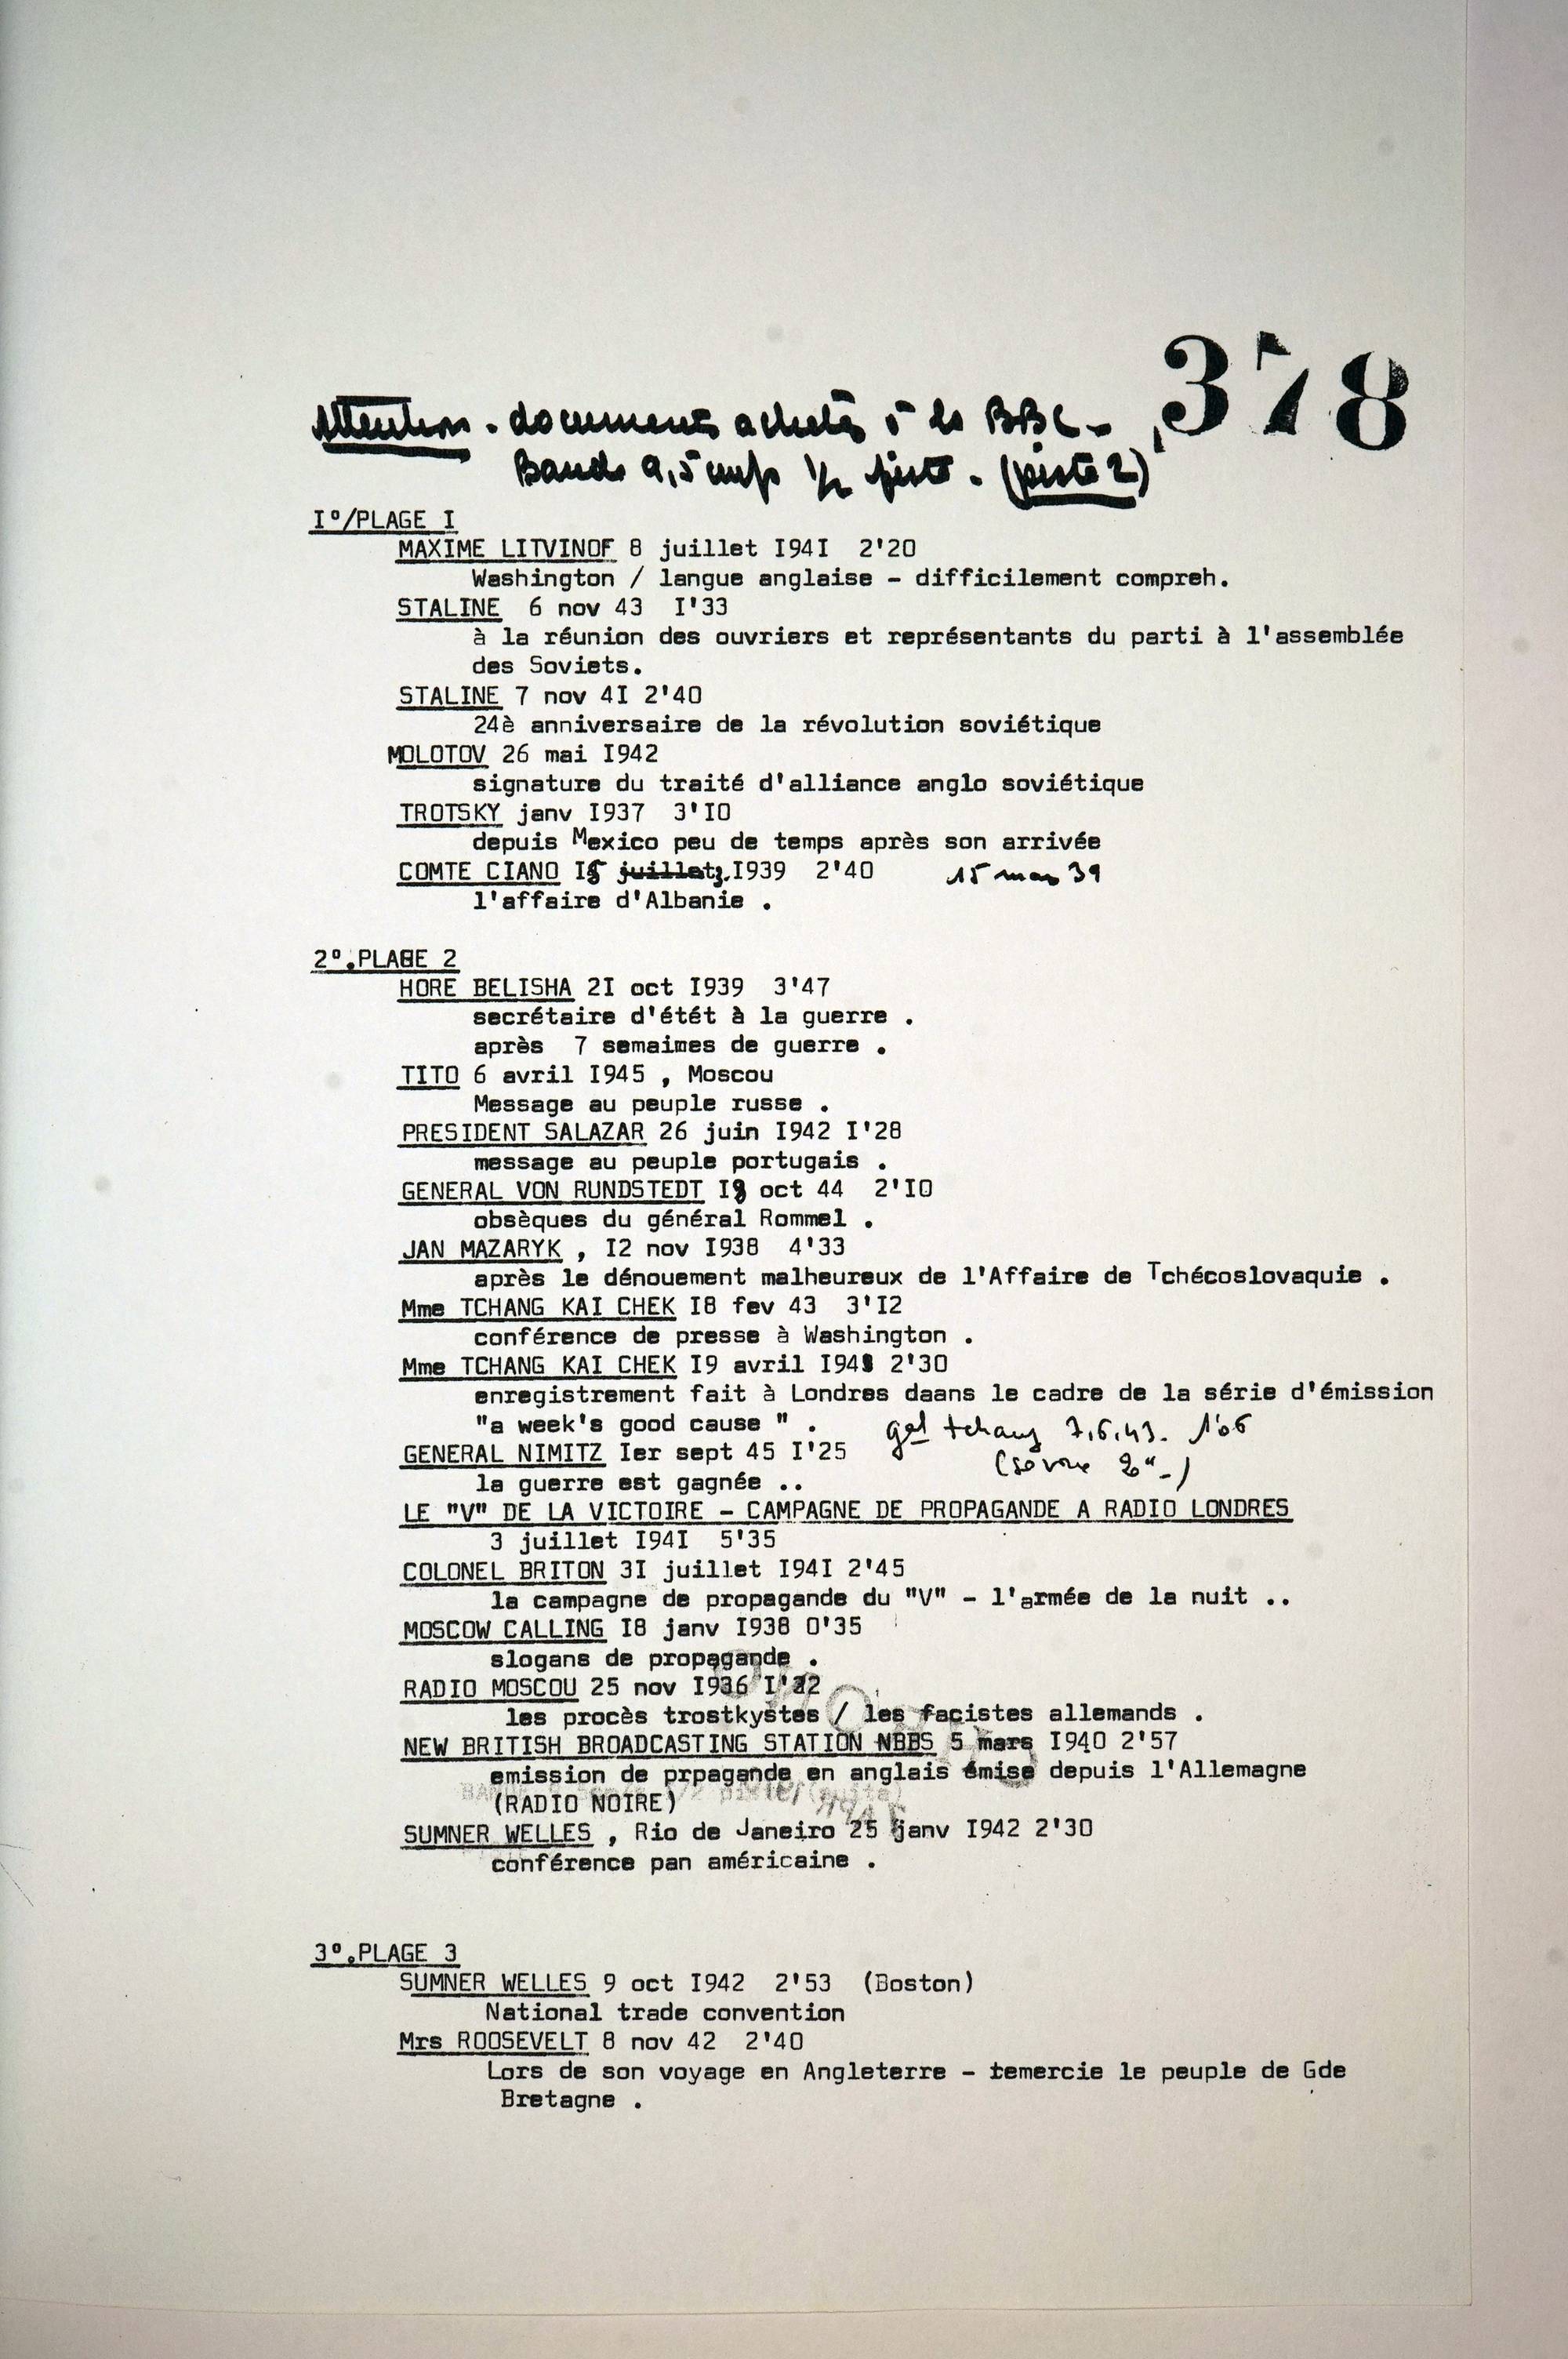 378
Attention. documents achetés à la BBC -
Bande 9,5 cm/s 1/2 piste. (piste 2)
I°/PLAGE I
MAXIME LITVINOF 8 juillet I94I 2'20
Washington / langue anglaise - difficilement compreh.
STALINE 6 nov 43 I'33
à la réunion des ouvriers et représentants du parti à l'assemblée
des Soviets.
STALINE 7 nov 4I 2'40
24è anniversaire de la révolution soviétique
MOLOTOV 26 mai I942
signature du traité d'alliance anglo soviétique
TROTSKY janv I937 3'I0
depuis Mexico peu de temps après son arrivée
COMTE CIANO I5 juillet I939 2'40 15 mars 39
l'affaire d'Albanie .
2°.PLAGE 2
HORE BELISHA 2I oct I939 3'47
secrétaire d'étét à la guerre .
après 7 semaimes de guerre .
TITO 6 avril I945 , Moscou
Message au peuple russe .
PRESIDENT SALAZAR 26 juin I942 I'28
message au peuple portugais .
GENERAL VON RUNDSTEDT oct 44 2'I0
obsèques du général Rommel .
JAN MAZARYK , I2 nov I938 4'33
après le dénouement malheureux de l'Affaire de Tchécoslovaquie .
Mme TCHANG KAI CHEK I8 fev 43 3'I2
conférence de presse à Washington .
Mme TCHANG KAI CHEK I9 avril 2'30
enregistrement fait à Londres daans le cadre de la série d'émission
"a week's good cause " . gal tchang 7.6.43. 1'06
GENERAL NIMITZ Ier sept 45 I'25
la guerre est gagnée ..
LE "V" DE LA VICTOIRE - CAMPAGNE DE PROPAGANDE A RADIO LONDRES
3 juillet I94I 5'35
COLONEL BRITON 3I juillet I94I 2'45
la campagne de propagande du "V" - l'armée de la nuit ..
MOSCOW CALLING I8 janv I938 0'35
slogans de propagande .
RADIO MOSCOU 25 nov I936
les procès trostkystes / les facistes allemands .
NEW BRITISH BROADCASTING STATION NBBS 5 mars I940 2'57
emission de prpagande en anglais émise depuis l'Allemagne
(RADIO NOIRE)
SUMNER WELLES , Rio de Janeiro 25 janv I942 2'30
conférence pan américaine .
3°.PLAGE 3
SUMNER WELLES 9 oct I942 2'53 (Boston)
National trade convention
Mrs ROOSEVELT 8 nov 42 2'40
Lors de son voyage en Angleterre - temercie le peuple de Gde
Bretagne .